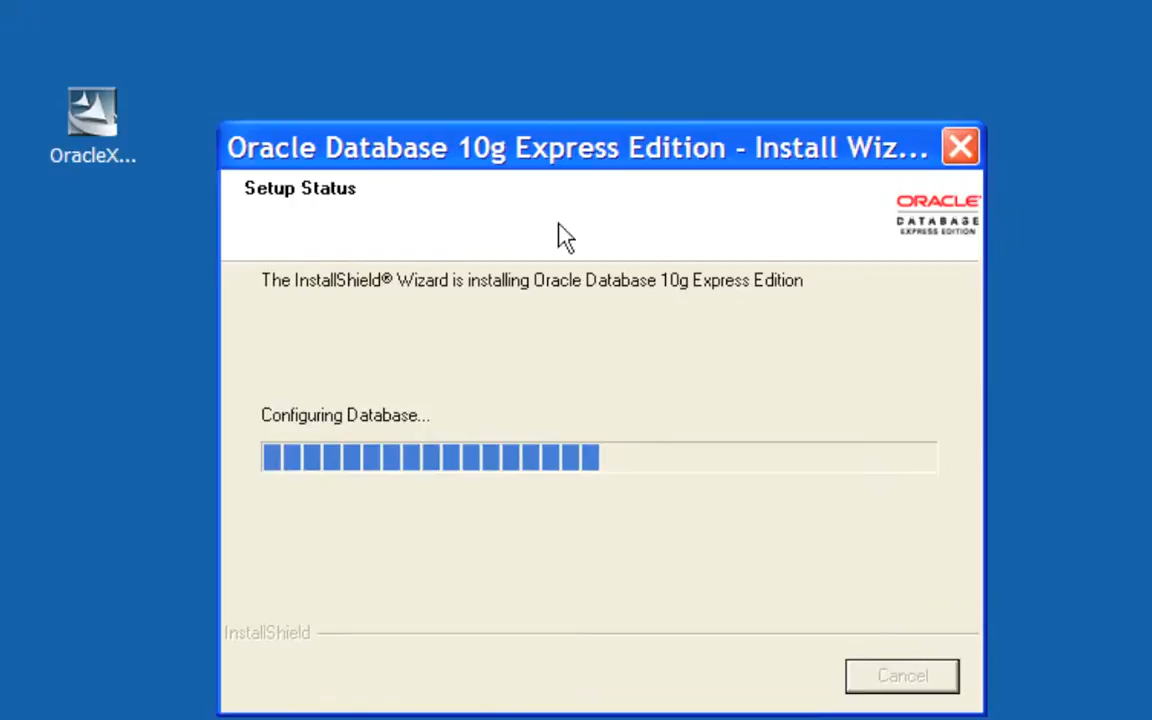 OracleX...
Oracle Database 10g Express Edition - Install Wiz...
Setup Status
ORACLE
DATABASE
EXPRESS EDITION
The InstallShield® Wizard is installing Oracle Database 10g Express Edition
Configuring Database...
InstallShield
Cancel